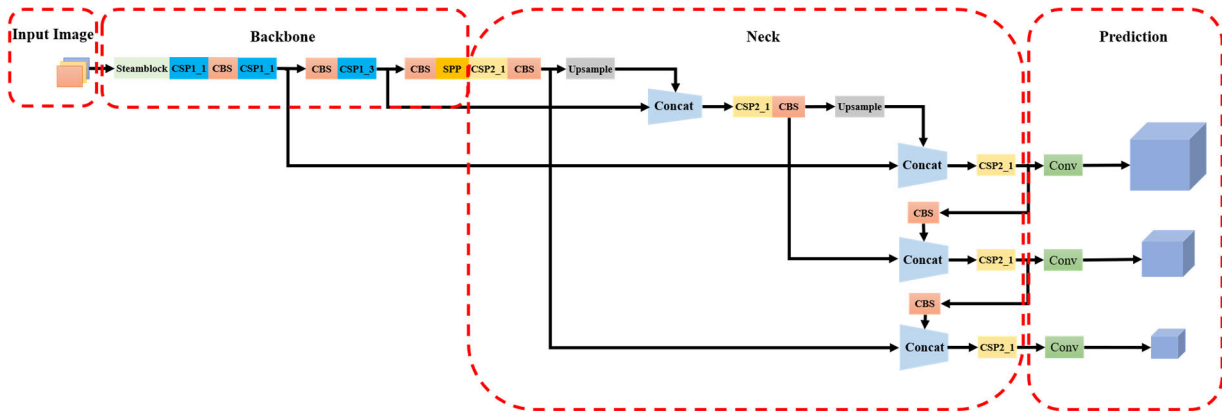 Input Image
Backbone
Neck
Prediction
Steamblock CSP1_1 CBS CSP1_1 CBS CSP1_3 CBS SPP CSP2_1 CBS Upsample
Concat CSP2_1 CBS Upsample
Concat CSP2_1 Conv
CBS
Concat CSP2_1 Conv
CBS
Concat CSP2_1 Conv